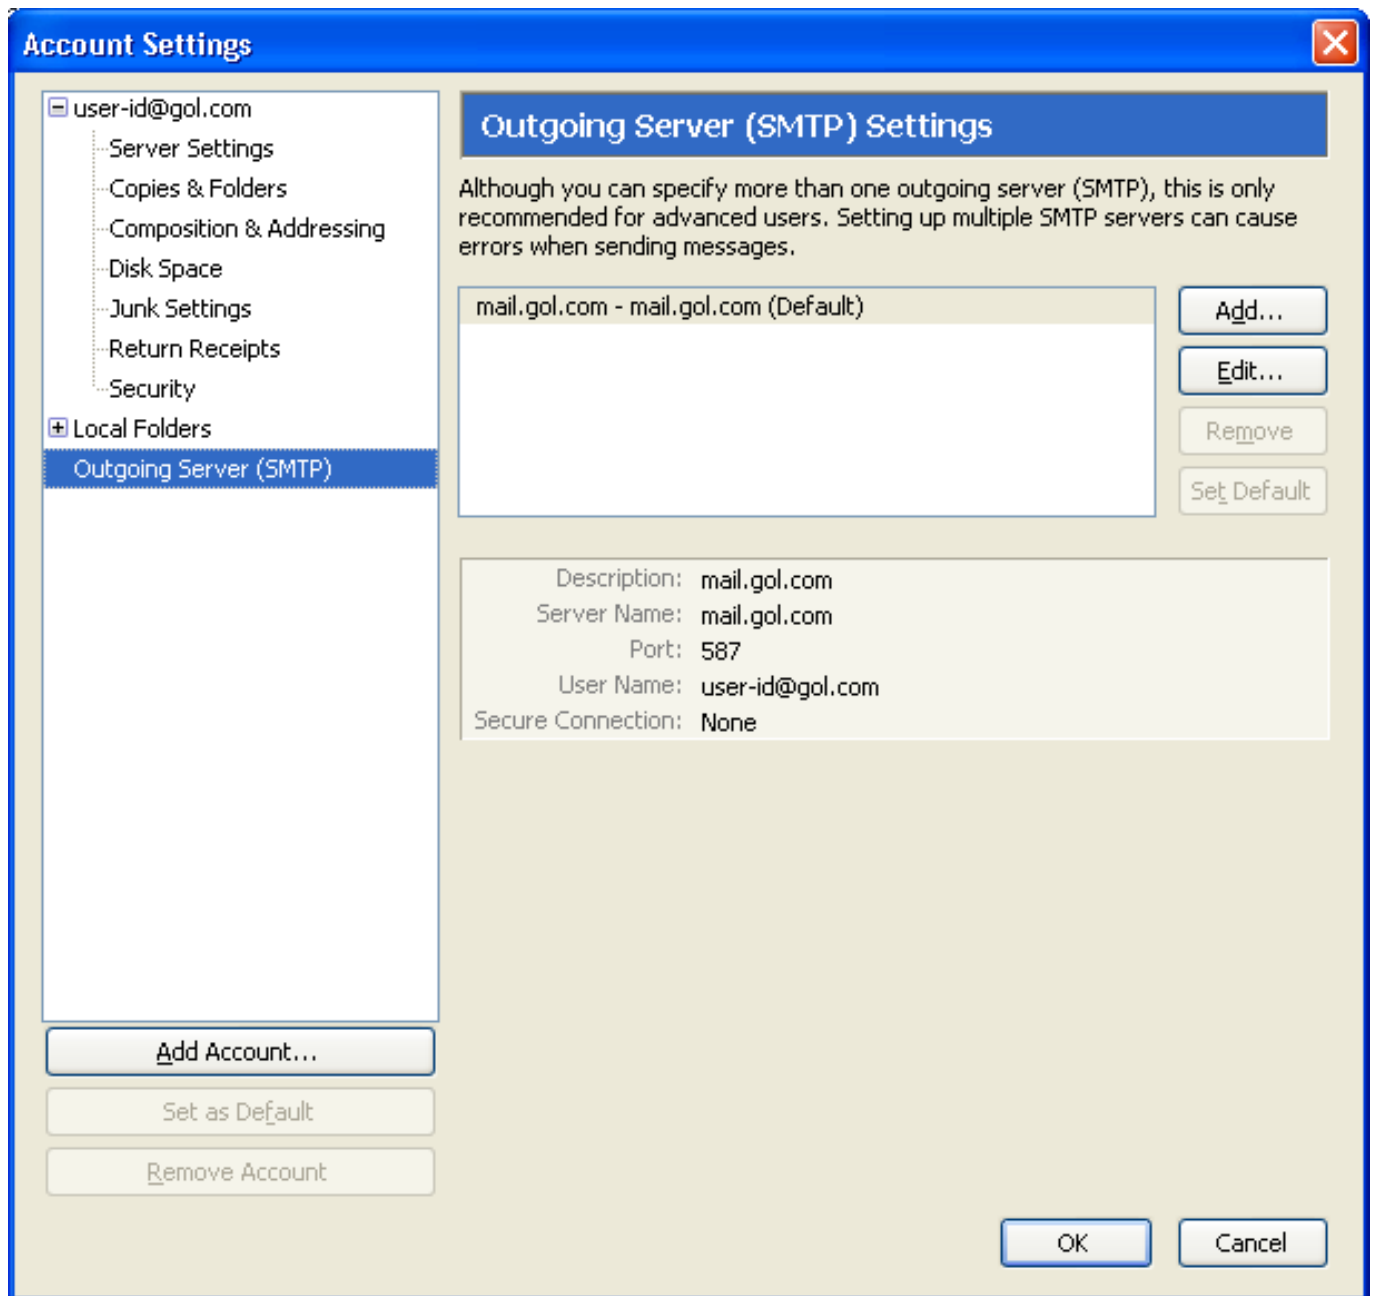 Account Settings
user-id@gol.com
Server Settings
Copies & Folders
Composition & Addressing
Disk Space
Junk Settings
Return Receipts
Security
Local Folders
Outgoing Server (SMTP)
Add Account...
Set as Default
Remove Account
Outgoing Server (SMTP) Settings
Although you can specify more than one outgoing server (SMTP), this is only
recommended for advanced users. Setting up multiple SMTP servers can cause
errors when sending messages.
mail.gol.com - mail.gol.com (Default)
Add...
Edit...
Remove
Set Default
Description: mail.gol.com
Server Name: mail.gol.com
Port: 587
User Name: user-id@gol.com
Secure Connection: None
OK
Cancel